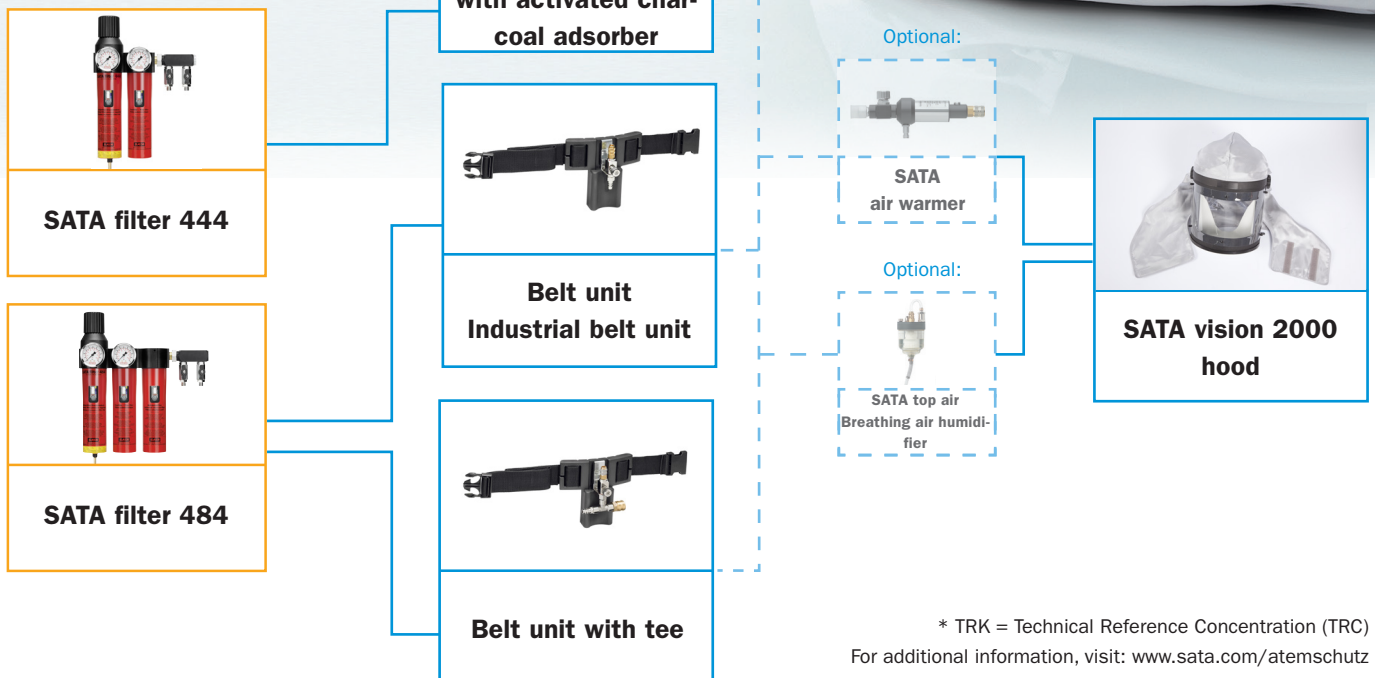 with activated char-
coal adsorber
Optional:
SATA
air warmer
SATA filter 444
Belt unit
Industrial belt unit
Optional:
SATA top air
Breathing air humidi-
fier
SATA vision 2000
hood
SATA filter 484
Belt unit with tee
* TRK = Technical Reference Concentration (TRC)
For additional information, visit: www.sata.com/atemschutz